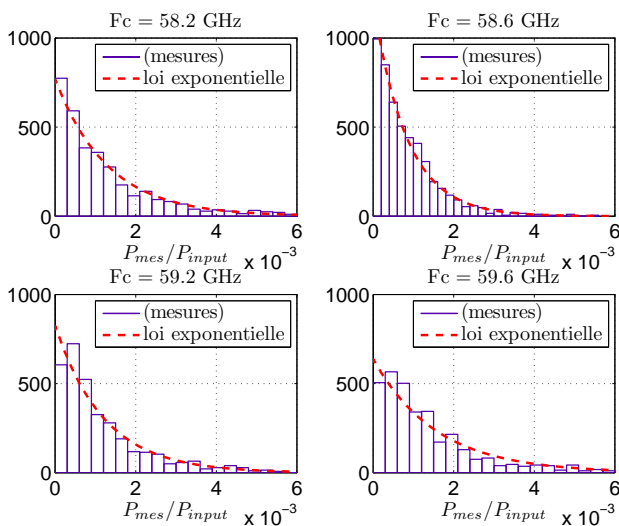 Fc = 58.2 GHz
1000
500
0
(mesures)
loi exponentielle
0 2 4 6
P_mes/P_input x 10^-3
Fc = 58.6 GHz
1000
500
0
(mesures)
loi exponentielle
0 2 4 6
P_mes/P_input x 10^-3
Fc = 59.2 GHz
1000
500
0
(mesures)
loi exponentielle
0 2 4 6
P_mes/P_input x 10^-3
Fc = 59.6 GHz
1000
500
0
(mesures)
loi exponentielle
0 2 4 6
P_mes/P_input x 10^-3